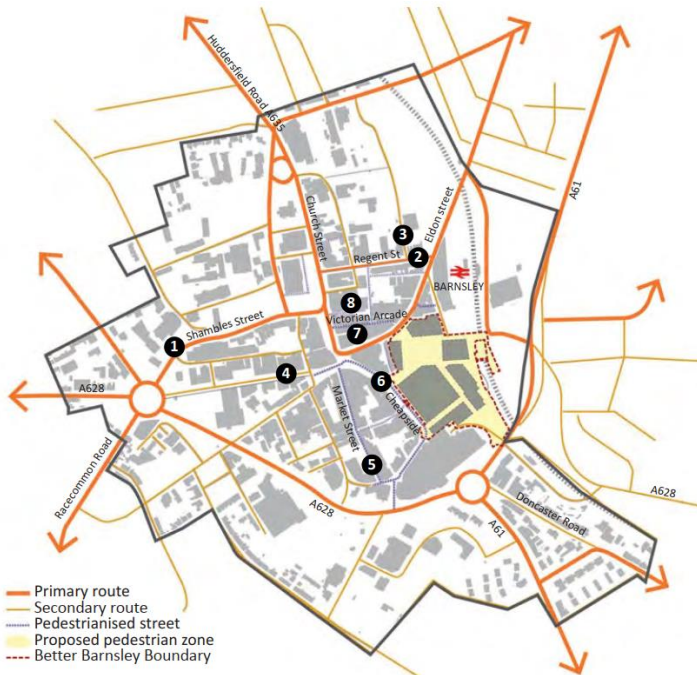 Huddersfield Road A635
A61
Church Street
Eldon street
3
Regent St
2
BARNSLEY
8
Victorian Arcade
7
Shambles Street
1
4
6
Cheapside
Market Street
A628
5
Racecommon Road
A628
A61
Doncaster Road
A628
Primary route
Secondary route
Pedestrianised street
Proposed pedestrian zone
Better Barnsley Boundary